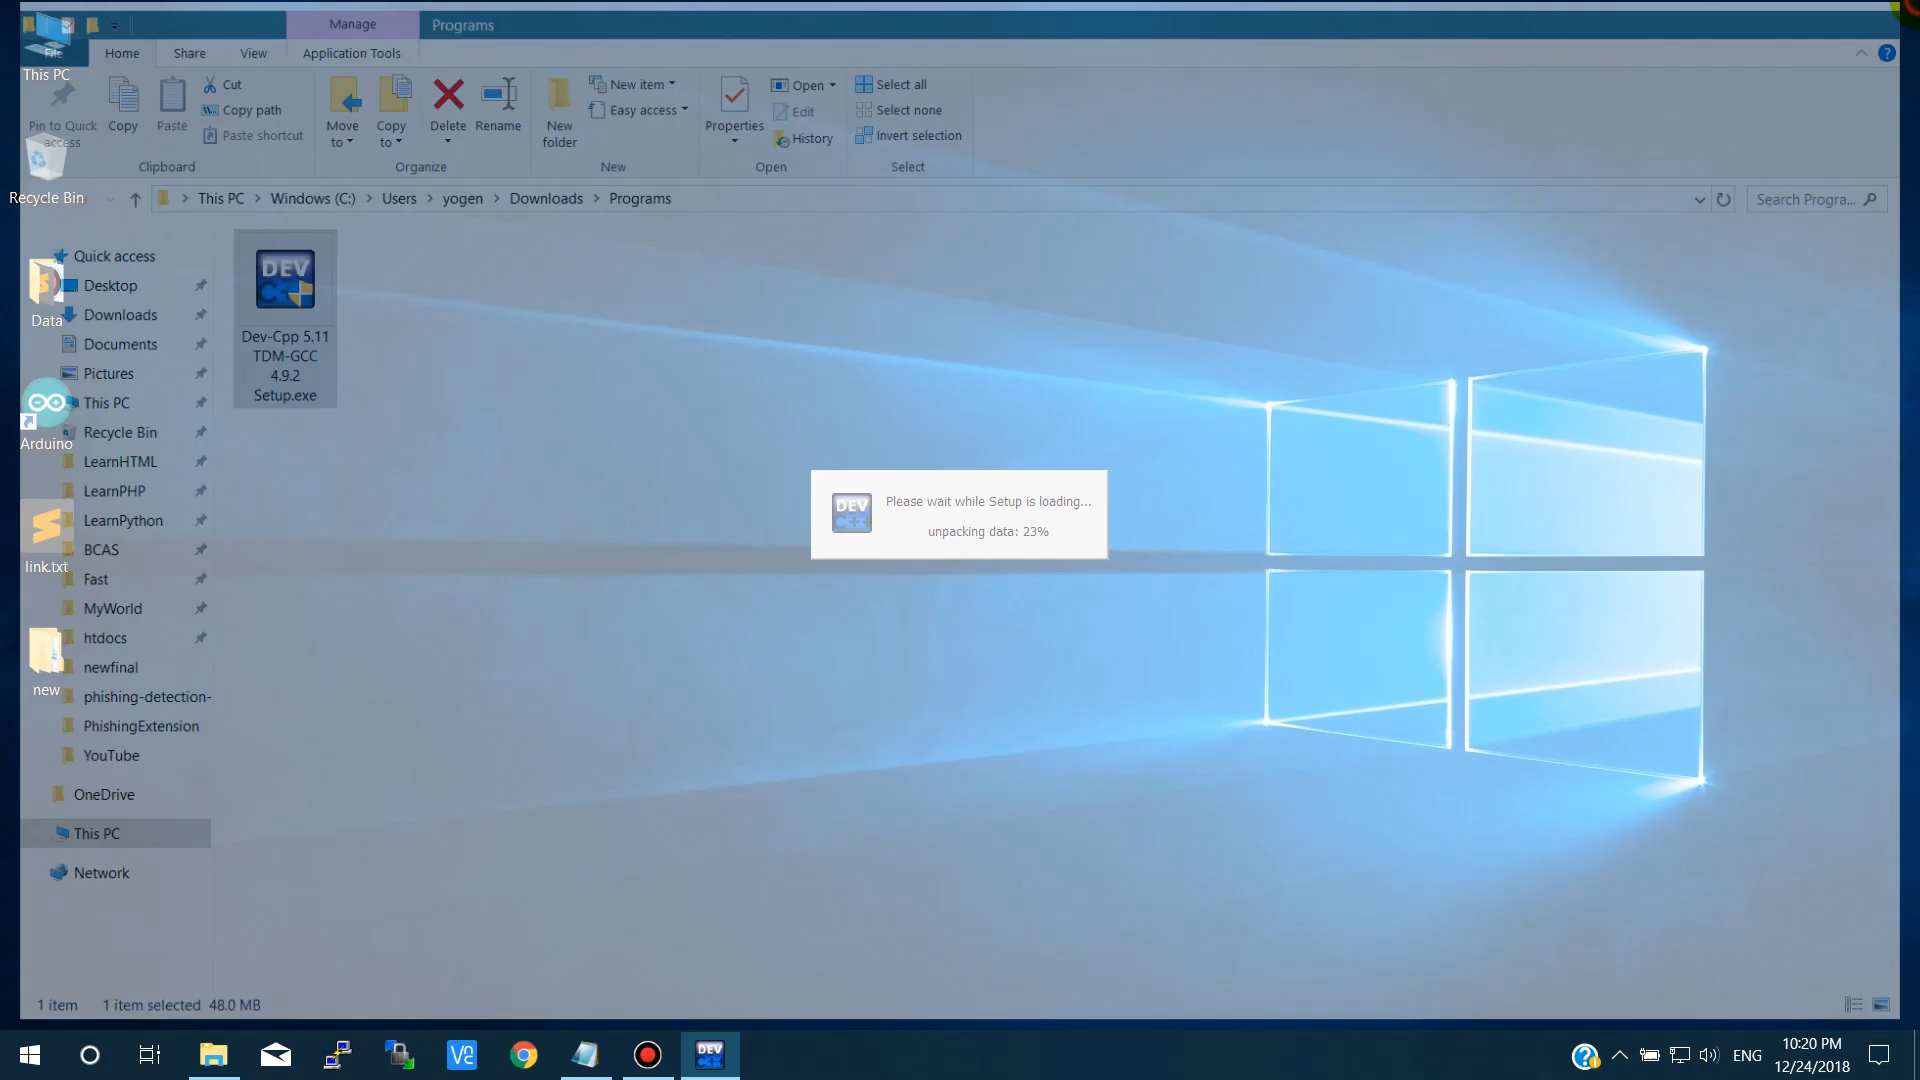 Manage
Programs
File
Home
Share
View
Application Tools
This PC
Pin to Quick
access
Copy
Paste
Cut
Copy path
Paste shortcut
Clipboard
Move
to
Copy
to
Delete
Rename
Organize
New
folder
New item
Easy access
New
Properties
Open
Edit
History
Open
Select all
Select none
Invert selection
Select
Recycle Bin
This PC
Windows (C:)
Users
yogen
Downloads
Programs
Search Progra...
Quick access
Desktop
Downloads
Documents
Pictures
This PC
Recycle Bin
LearnHTML
LearnPHP
LearnPython
BCAS
Fast
MyWorld
htdocs
newfinal
phishing-detection-
PhishingExtension
YouTube
OneDrive
This PC
Network
Data
Arduino
link.txt
new
DEV
C++
Dev-Cpp 5.11
TDM-GCC
4.9.2
Setup.exe
DEV
C++
Please wait while Setup is loading...
unpacking data: 23%
1 item
1 item selected 48.0 MB
DEV
C++
ENG
10:20 PM
12/24/2018